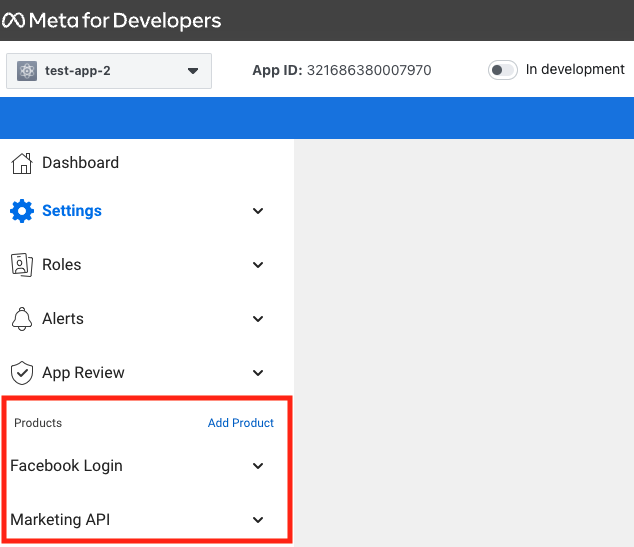 Meta for Developers
test-app-2
App ID: 321686380007970
In development
Dashboard
Settings
Roles
Alerts
App Review
Products
Add Product
Facebook Login
Marketing API